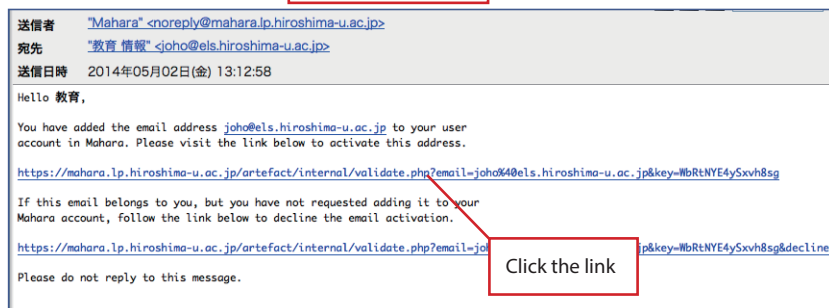 送信者 "Mahara" <noreply@mahara.lp.hiroshima-u.ac.jp>
宛先 "教育 情報" <joho@els.hiroshima-u.ac.jp>
送信日時 2014年05月02日(金) 13:12:58
Hello 教育,
You have added the email address joho@els.hiroshima-u.ac.jp to your user
account in Mahara. Please visit the link below to activate this address.
https://mahara.lp.hiroshima-u.ac.jp/artefact/internal/validate.php?email=joho%40els.hiroshima-u.ac.jp&key=WbRtNYE4ySxvh8sg
If this email belongs to you, but you have not requested adding it to your
Mahara account, follow the link below to decline the email activation.
https://mahara.lp.hiroshima-u.ac.jp/artefact/internal/validate.php?email=jo jp&key=WbRtNYE4ySxvh8sg&decline
Click the link
Please do not reply to this message.